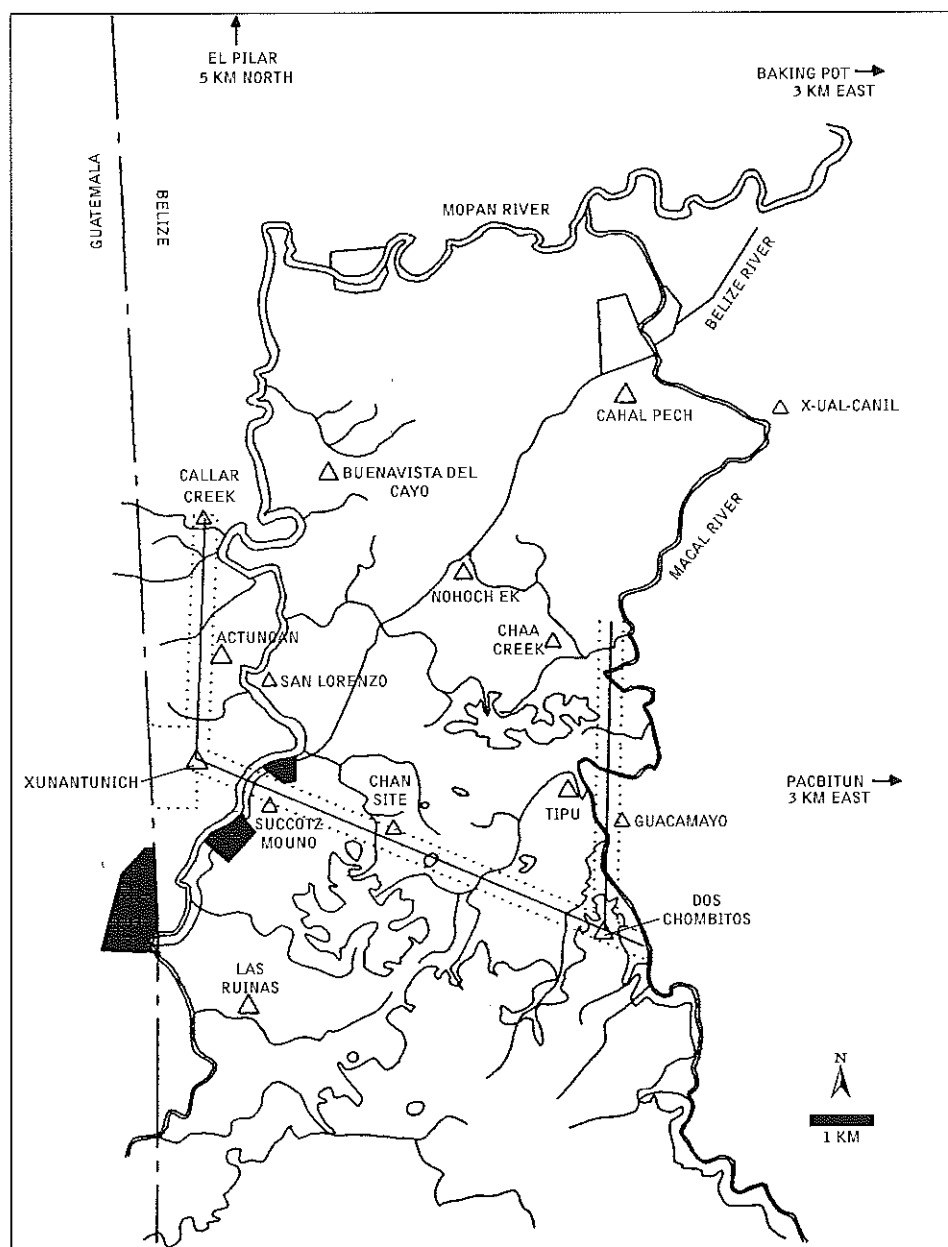 EL PILAR
5 KM NORTH
BAKING POT
3 KM EAST
GUATEMALA
BELIZE
MOPAN RIVER
BELIZE RIVER
CAHAL PECH
X-UAL-CANIL
CALLAR
CREEK
BUENAVISTA DEL
CAYO
MACAL RIVER
NOHOCH EK
CHAA
CREEK
ACTUNCAN
SAN LORENZO
XUNANTUNICH
CHAN
SITE
SUCCOTZ
MOUNO
TIPU
PACBITUN
3 KM EAST
GUACAMAYO
DOS
CHOMBITOS
LAS
RUINAS
N
1 KM